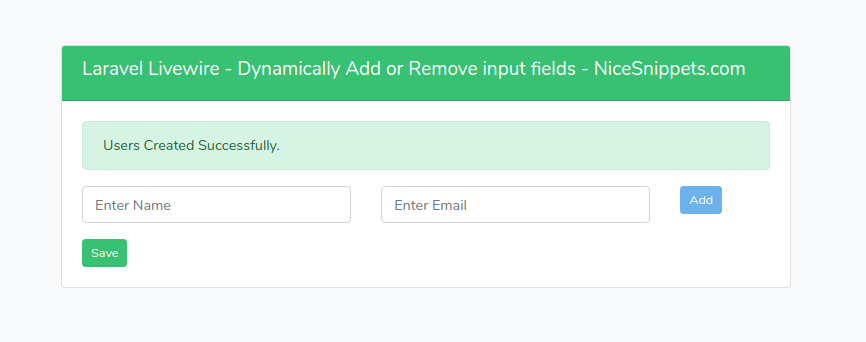 Laravel Livewire - Dynamically Add or Remove input fields - NiceSnippets.com
Users Created Successfully.
Enter Name Enter Email Add
Save